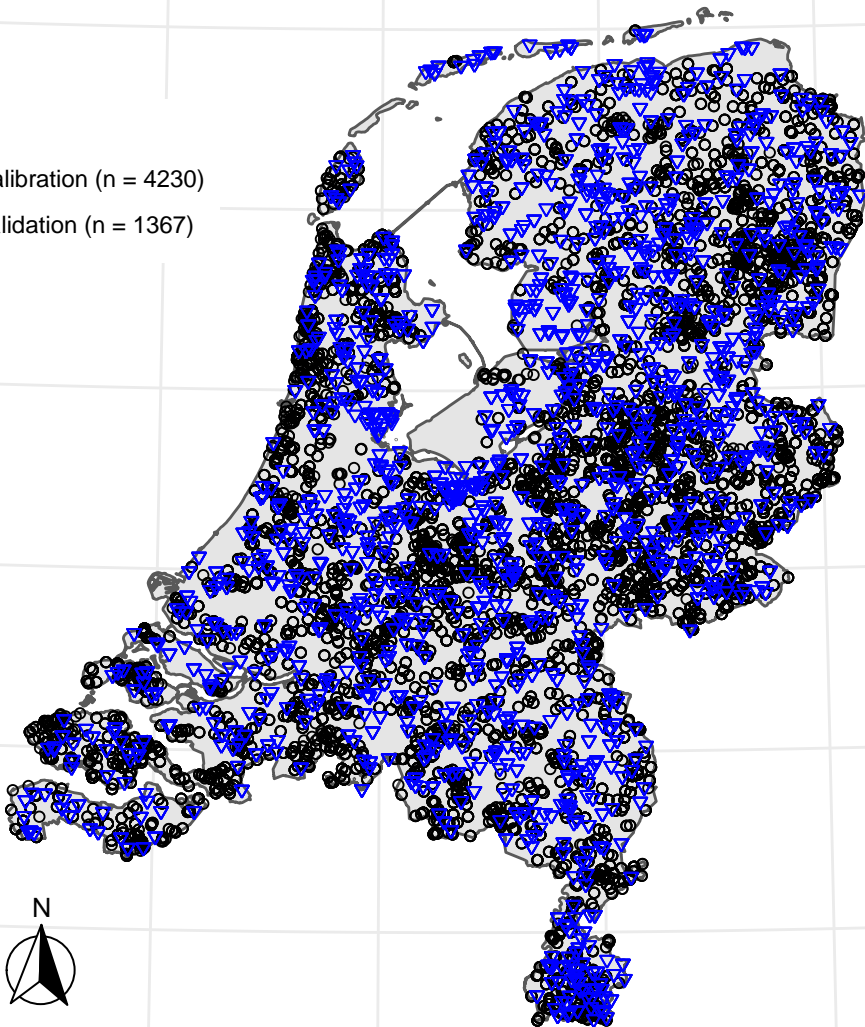 alibration (n = 4230)
lidation (n = 1367)
N